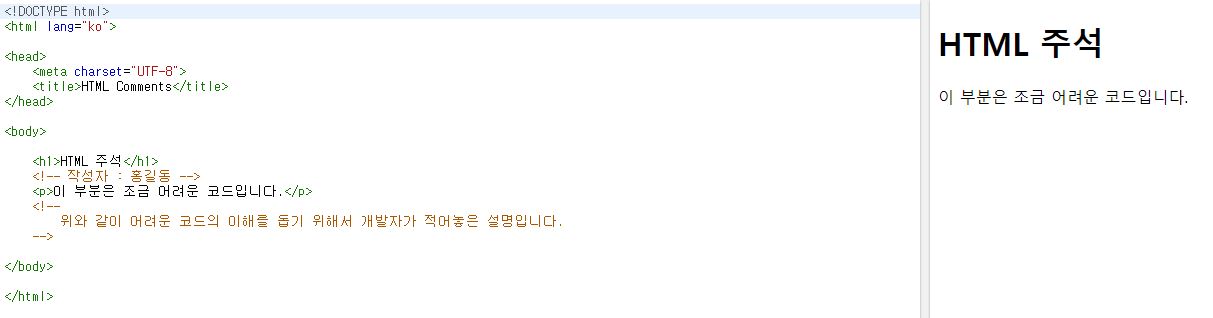 <!DOCTYPE html>
<html lang="ko">
<head>
<meta charset="UTF-8">
<title>HTML Comments</title>
</head>
<body>
<h1>HTML 주석</h1>
<!-- 작성자 : 홍길동 -->
<p>이 부분은 조금 어려운 코드입니다.</p>
<!--
위와 같이 어려운 코드의 이해를 돕기 위해서 개발자가 적어놓은 설명입니다.
-->
</body>
</html>
HTML 주석
이 부분은 조금 어려운 코드입니다.